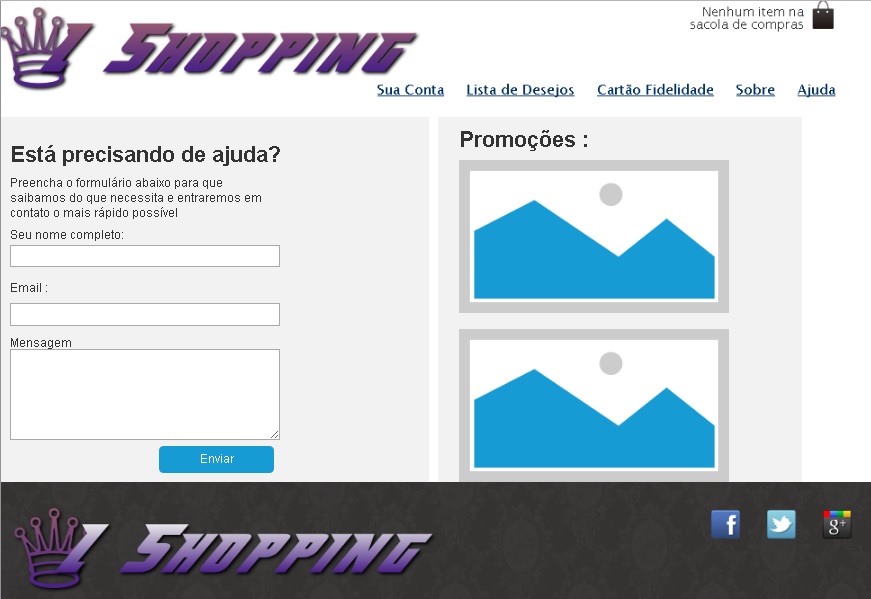 Nenhum item na
sacola de compras
Shopping
Sua Conta Lista de Desejos Cartão Fidelidade Sobre Ajuda
Está precisando de ajuda?
Preencha o formulário abaixo para que
saibamos do que necessita e entraremos em
contato o mais rápido possível
Seu nome completo:
Email :
Mensagem
Enviar
Promoções :
Shopping
f
g+